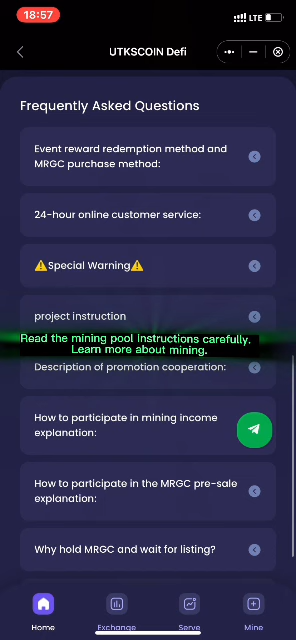 18:57
LTE
UTKSCOIN Defi
Frequently Asked Questions
Event reward redemption method and
MRGC purchase method:
24-hour online customer service:
⚠️Special Warning⚠️
project instruction
Read the mining pool Instructions carefully.
Learn more about mining.
Description of promotion cooperation:
How to participate in mining income
explanation:
How to participate in the MRGC pre-sale
explanation:
Why hold MRGC and wait for listing?
Home
Exchange
Serve
Mine